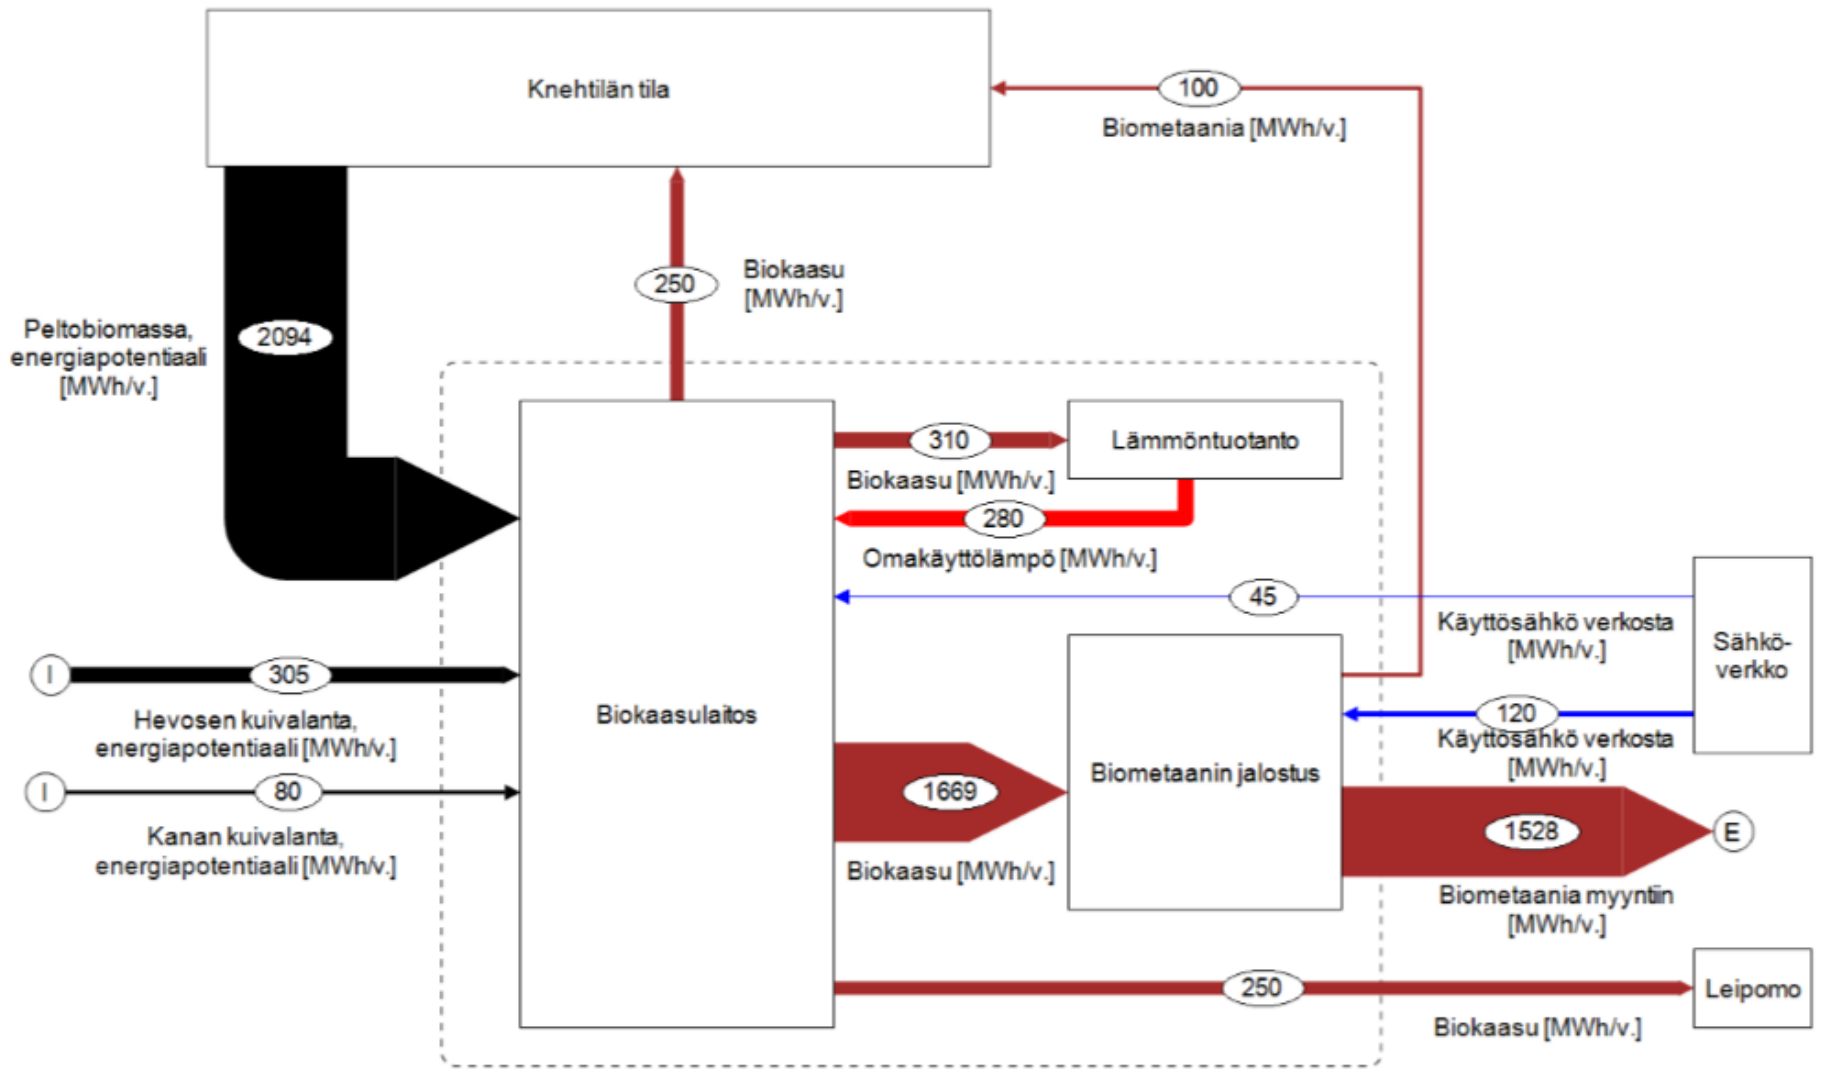 Knehtilän tila
100
Biometaania [MWh/v.]
250
Biokaasu
[MWh/v.]
Peltobiomassa,
energiapotentiaali
[MWh/v.]
2094
310
Lämmöntuotanto
Biokaasu [MWh/v.]
280
Omakäyttölämpö [MWh/v.]
45
Käyttösähkö verkosta
[MWh/v.]
Sähkö-
verkko
I
305
Hevosen kuivalanta,
energiapotentiaali [MWh/v.]
Biokaasulaitos
120
Käyttösähkö verkosta
[MWh/v.]
I
80
Kanan kuivalanta,
energiapotentiaali [MWh/v.]
1669
Biokaasu [MWh/v.]
Biometaanin jalostus
1528
E
Biometaania myyntiin
[MWh/v.]
250
Leipomo
Biokaasu [MWh/v.]